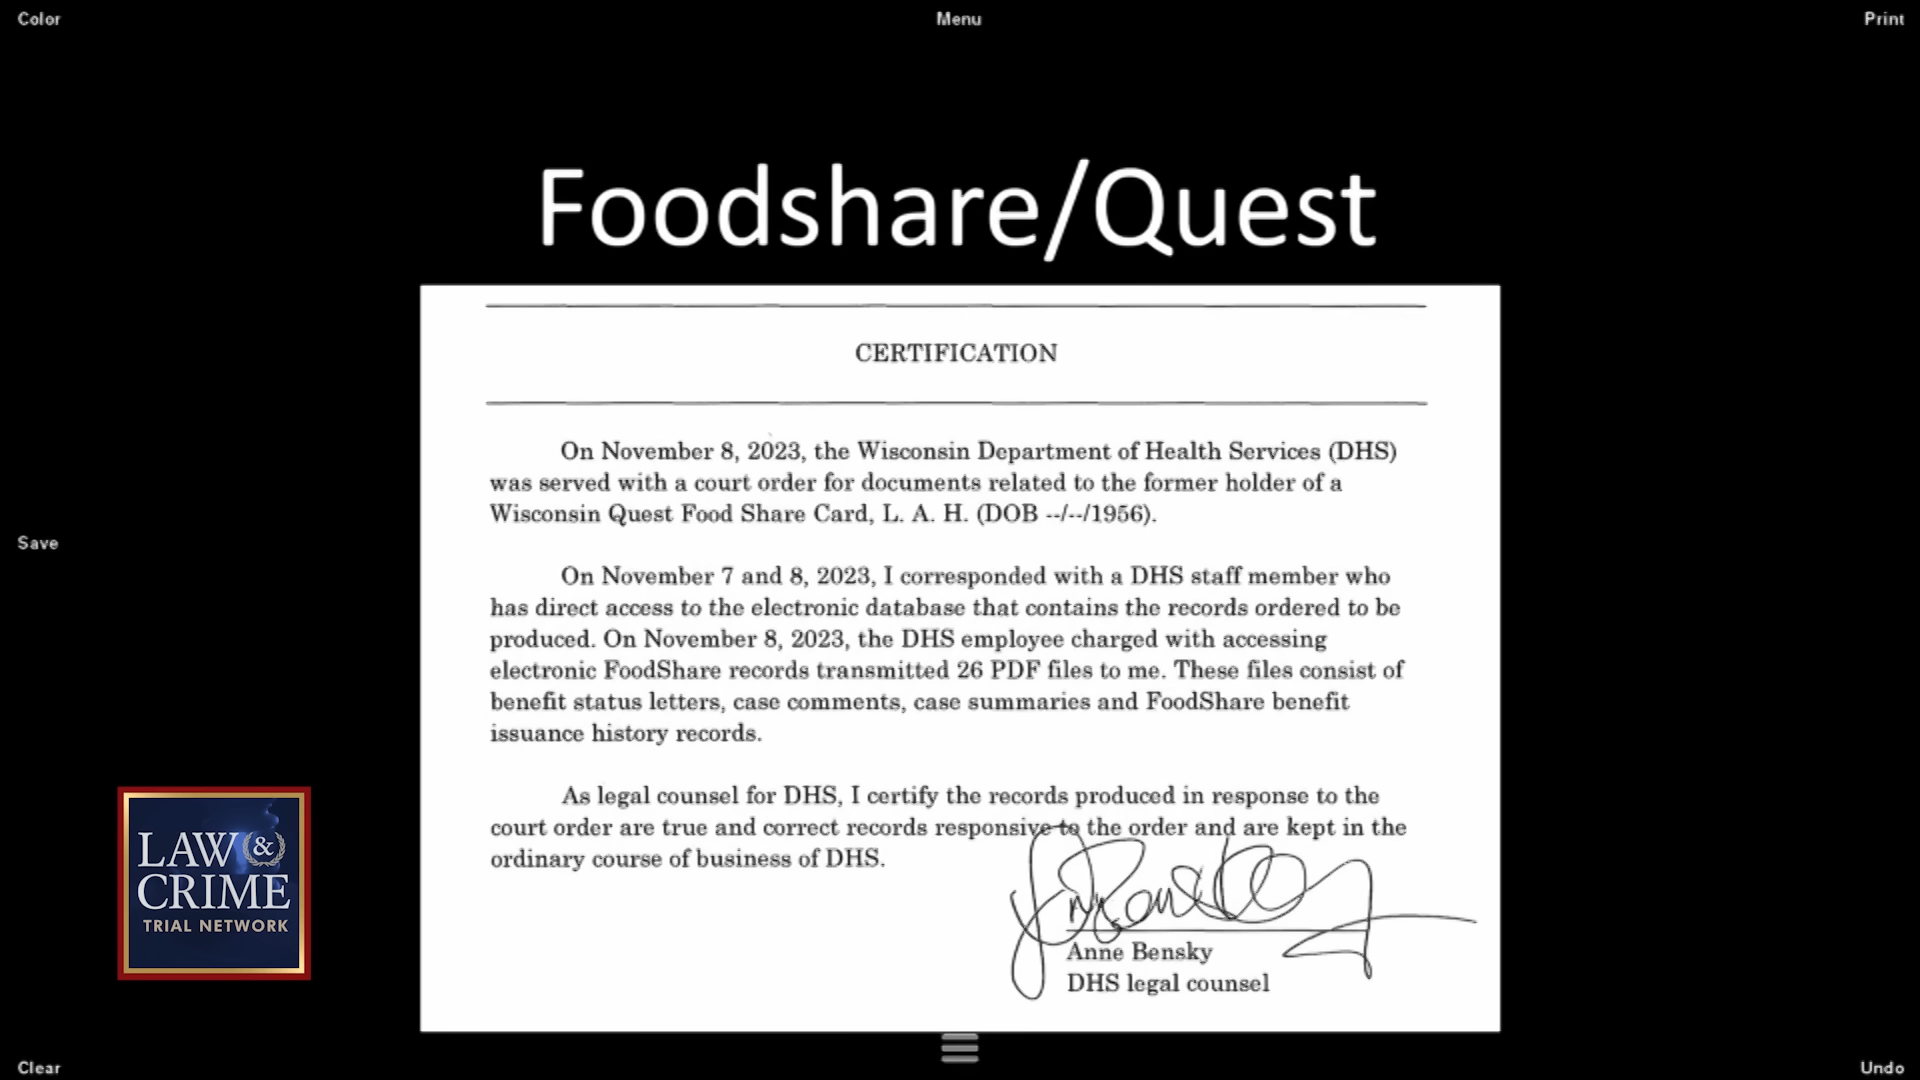 Color
Menu
Print
Foodshare/Quest
CERTIFICATION
On November 8, 2023, the Wisconsin Department of Health Services (DHS)
was served with a court order for documents related to the former holder of a
Wisconsin Quest Food Share Card, L. A. H. (DOB --/--/1956).
On November 7 and 8, 2023, I corresponded with a DHS staff member who
has direct access to the electronic database that contains the records ordered to be
produced. On November 8, 2023, the DHS employee charged with accessing
electronic FoodShare records transmitted 26 PDF files to me. These files consist of
benefit status letters, case comments, case summaries and FoodShare benefit
issuance history records.
As legal counsel for DHS, I certify the records produced in response to the
court order are true and correct records responsive to the order and are kept in the
ordinary course of business of DHS.
Anne Bensky
DHS legal counsel
Save
LAW &
CRIME
TRIAL NETWORK
Clear
Undo